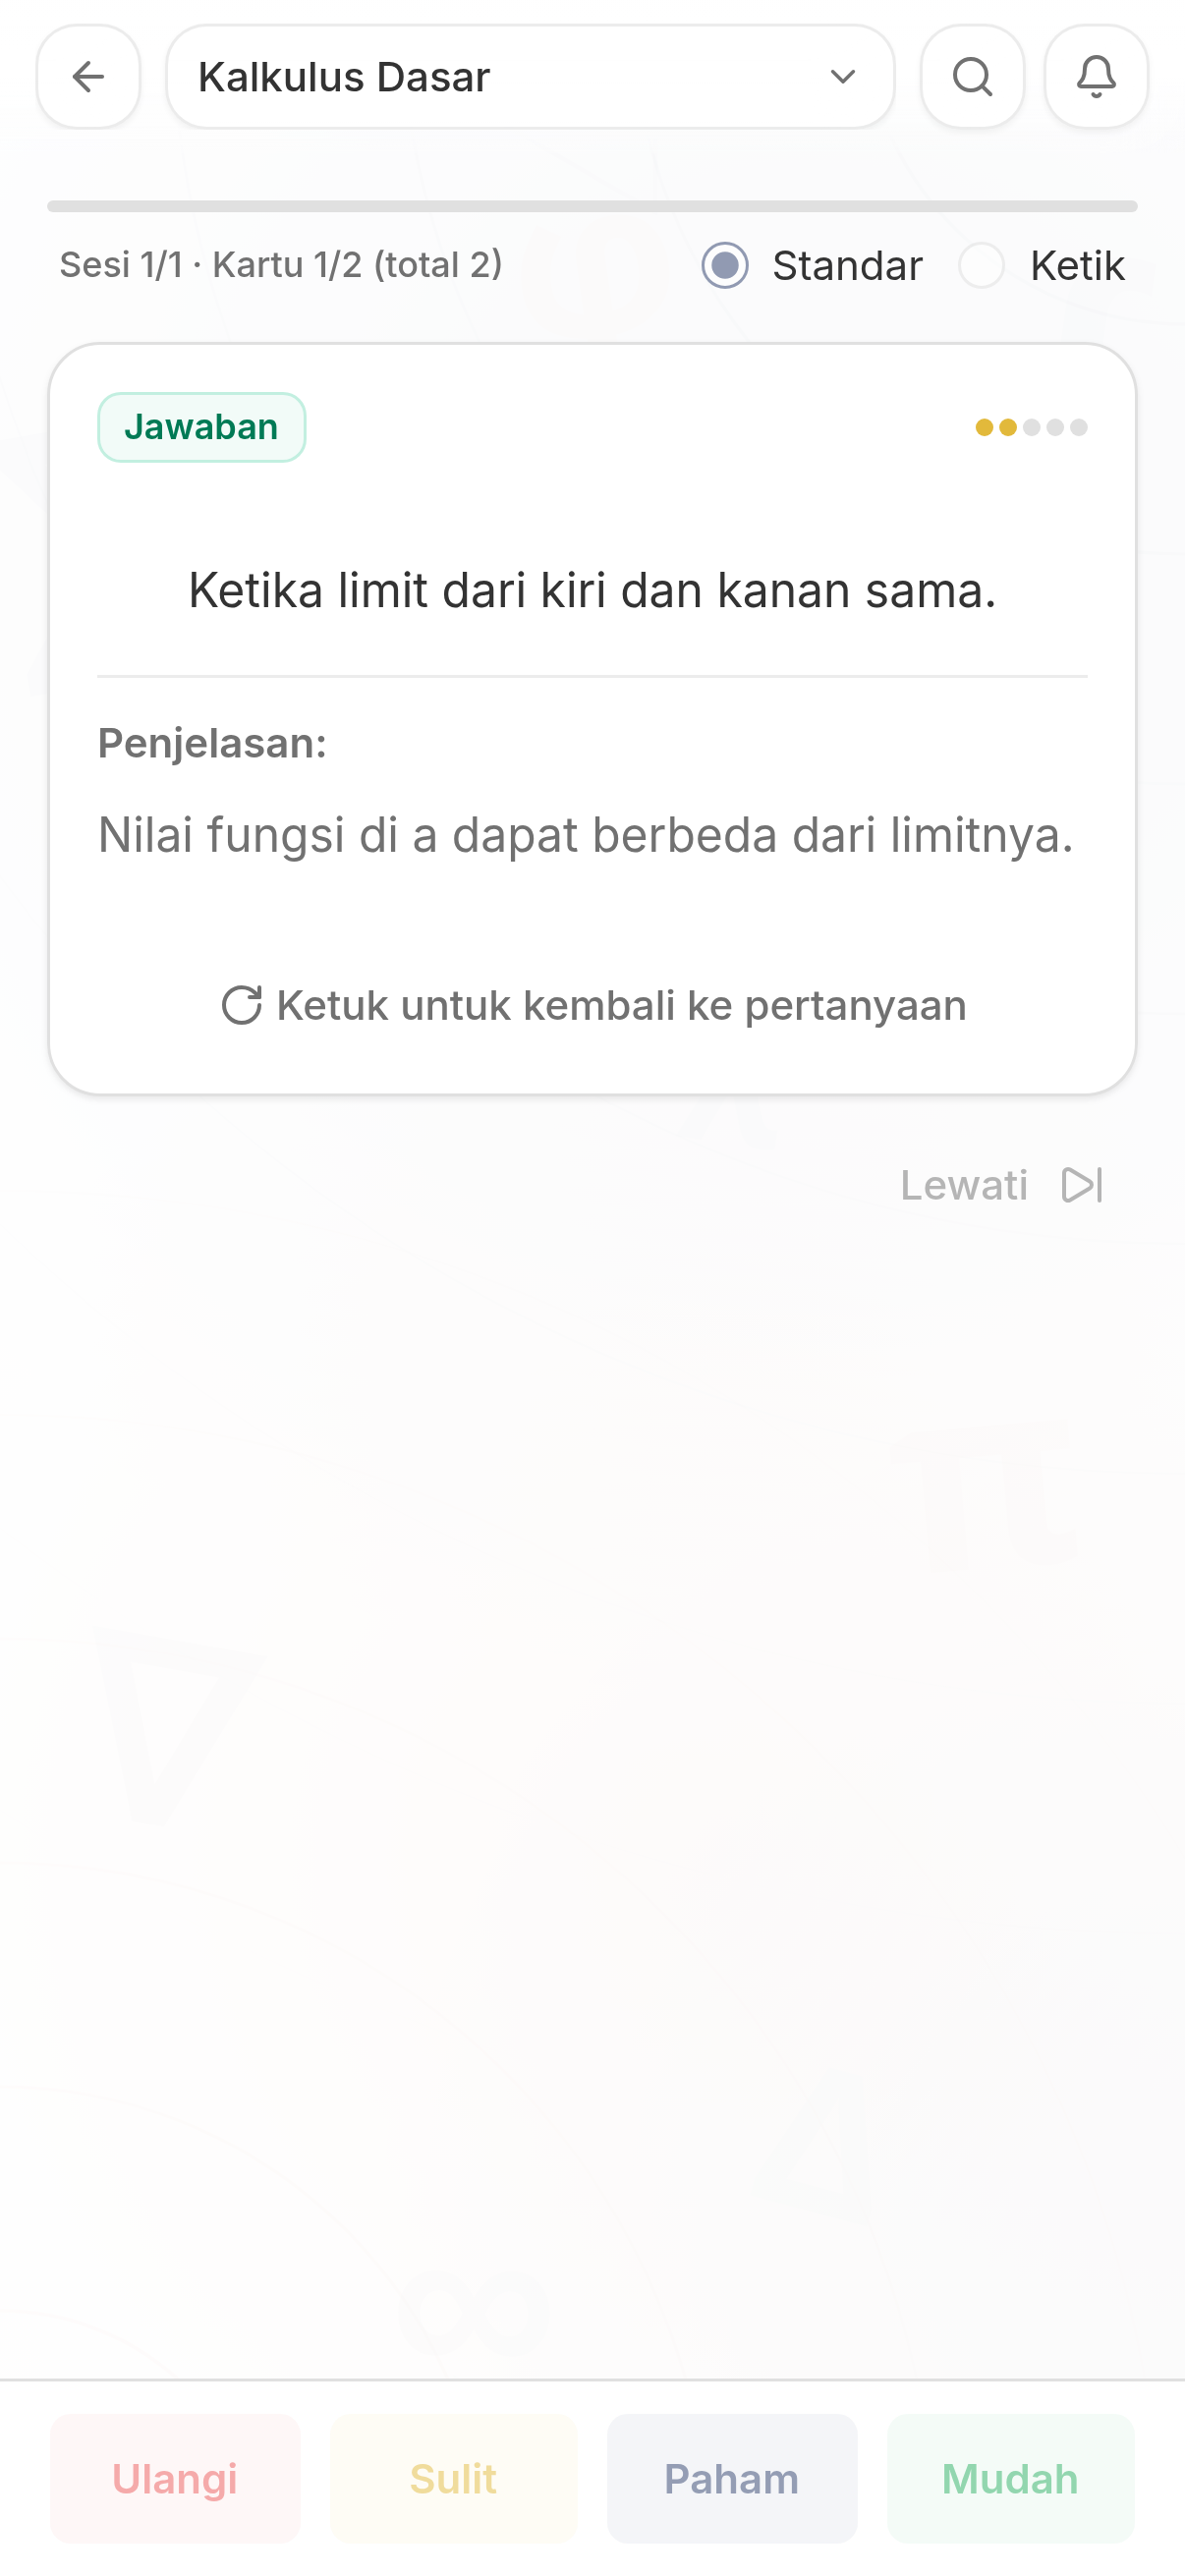 Kalkulus Dasar
Sesi 1/1 · Kartu 1/2 (total 2)
Standar
Ketik
Jawaban
Ketika limit dari kiri dan kanan sama.
Penjelasan:
Nilai fungsi di a dapat berbeda dari limitnya.
Ketuk untuk kembali ke pertanyaan
Lewati
π
∇
∞
Ulangi
Sulit
Paham
Mudah